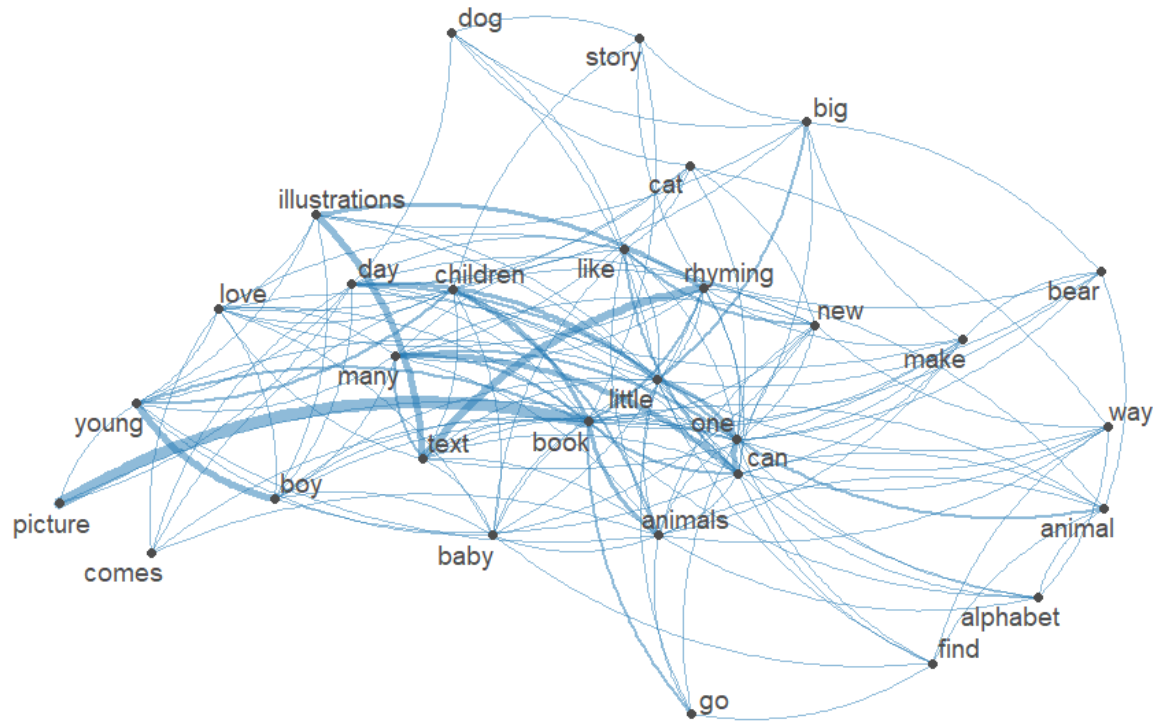 dog
story
big
cat
illustrations
day
children
like
rhyming
love
bear
new
make
many
little
young
one
way
text
book
can
boy
picture
animals
animal
baby
comes
alphabet
find
go